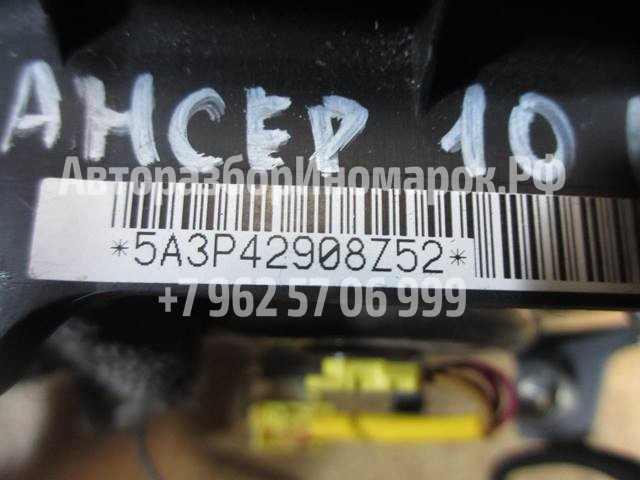 АНСЕР 10
АвторазборИномарок.РФ
*5A3P42908Z52*
+7 962 57 06 999